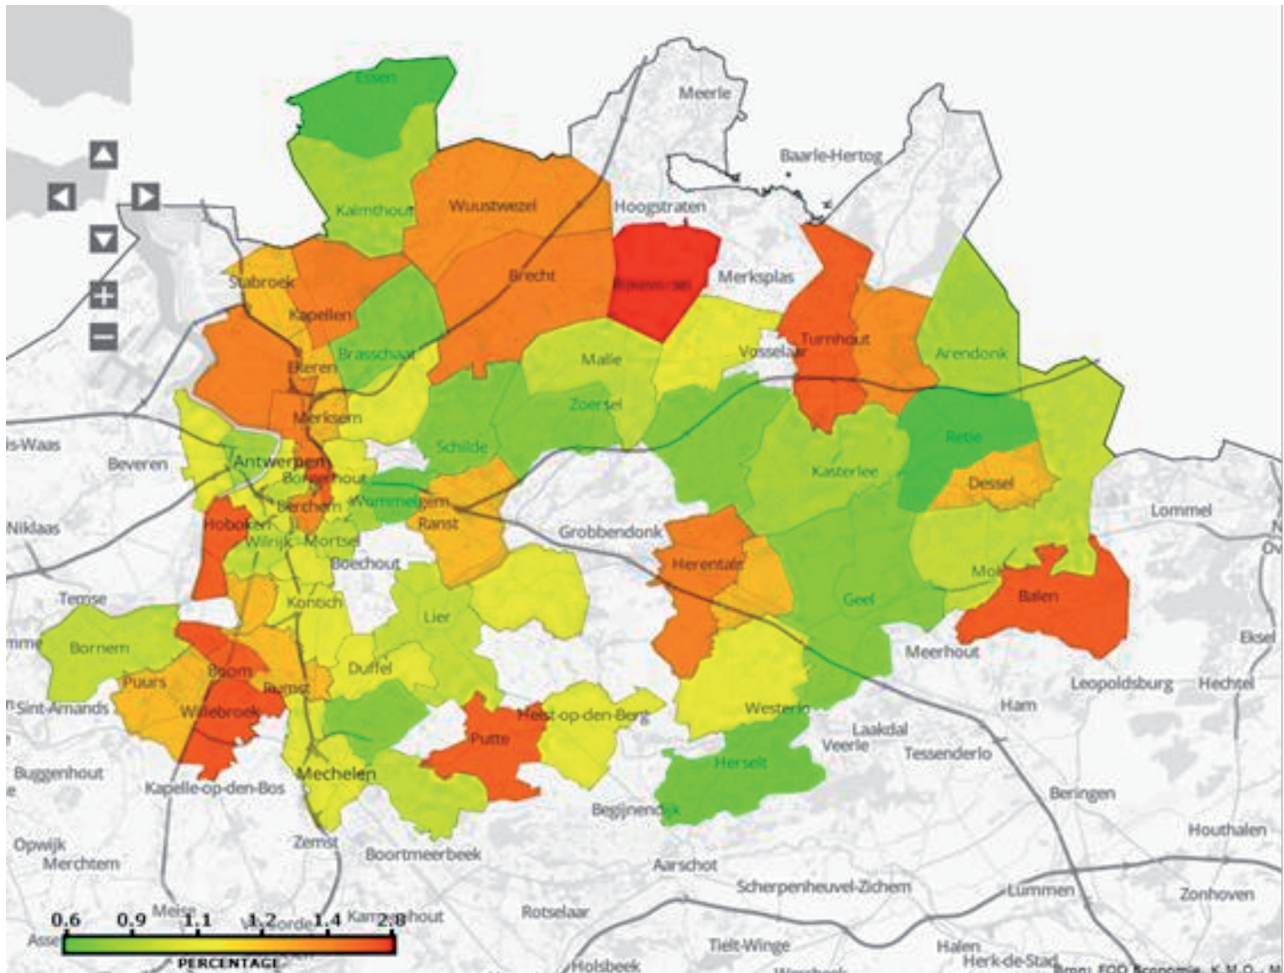 Essen
Meerle
Baarle-Hertog
Kalmthout
Wuustwezel
Hoogstraten
Stabroek
Brecht
Rijkevorsel
Merksplas
Kapellen
Brasschaat
Malle
Vosselaar
Turnhout
Arendonk
Ekeren
Merksem
Zoersel
is-Waas
Beveren
Antwerpen
Schilde
Kasterlee
Retie
Borgerhout
Dessel
Berchem
Wommelgem
Niklaas
Hoboken
Ranst
Grobbendonk
Lommel
Wilrijk
Mortsel
Boechout
Herentals
Mol
Temse
Kontich
Lier
Geel
Balen
Bornem
Eksel
Boom
Duffel
Meerhout
Puurs
Rumst
Leopoldsburg
Hechtel
Sint-Amands
Willebroek
Heist-op-den-Berg
Westerlo
Ham
Putte
Laakdal
Veerle
Tessenderlo
Buggenhout
Mechelen
Herselt
Kapelle-op-den-Bos
Begijnendijk
Beringen
Opwijk
Zemst
Houthalen
Merchtem
Boortmeerbeek
Aarschot
Scherpenheuvel-Zichem
Lummen
Zonhoven
Meise
Rotselaar
0.6 0.9 1.1 1.2 1.4 2.8
PERCENTAGE
Tielt-Winge
Halen
Herk-de-Stad
Holsbeek